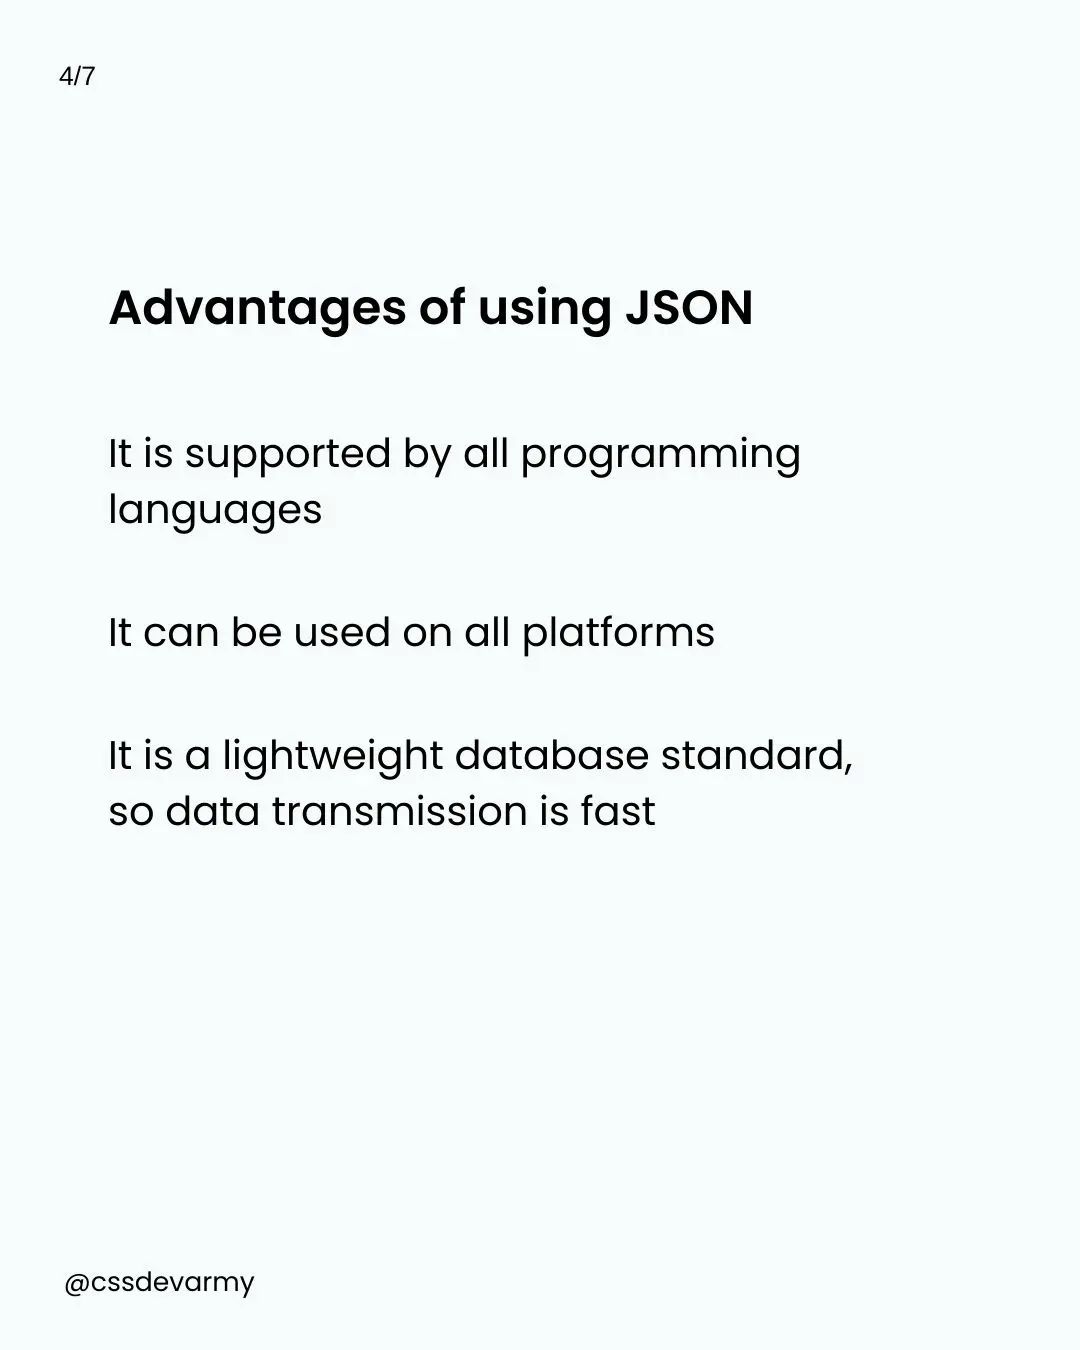 4/7
Advantages of using JSON
It is supported by all programming
languages
It can be used on all platforms
It is a lightweight database standard,
so data transmission is fast
@cssdevarmy